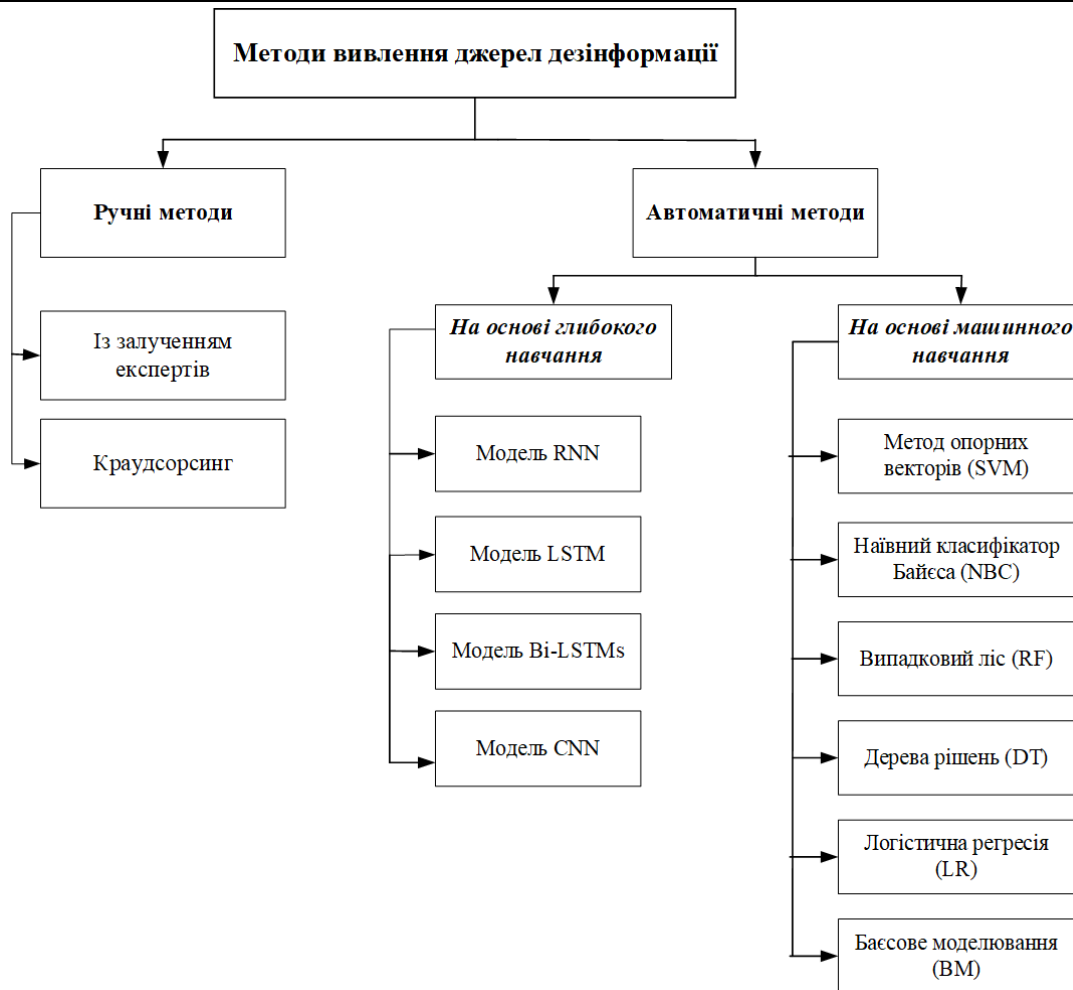 Методи вивлення джерел дезінформації
Ручні методи
Автоматичні методи
Із залученням
експертів
Краудсорсинг
На основі глибокого
навчання
Модель RNN
Модель LSTM
Модель Bi-LSTMs
Модель CNN
На основі машинного
навчання
Метод опорних
векторів (SVM)
Наївний класифікатор
Байєса (NBC)
Випадковий ліс (RF)
Дерева рішень (DT)
Логістична регресія
(LR)
Баєсове моделювання
(BM)